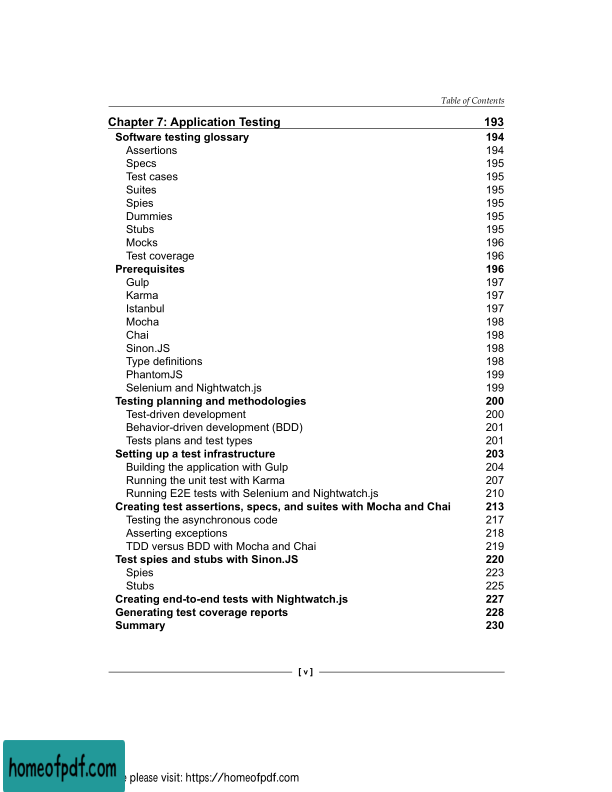 Table of Contents
Chapter 7: Application Testing 193
Software testing glossary 194
Assertions 194
Specs 195
Test cases 195
Suites 195
Spies 195
Dummies 195
Stubs 195
Mocks 196
Test coverage 196
Prerequisites 196
Gulp 197
Karma 197
Istanbul 197
Mocha 198
Chai 198
Sinon.JS 198
Type definitions 198
PhantomJS 199
Selenium and Nightwatch.js 199
Testing planning and methodologies 200
Test-driven development 200
Behavior-driven development (BDD) 201
Tests plans and test types 201
Setting up a test infrastructure 203
Building the application with Gulp 204
Running the unit test with Karma 207
Running E2E tests with Selenium and Nightwatch.js 210
Creating test assertions, specs, and suites with Mocha and Chai 213
Testing the asynchronous code 217
Asserting exceptions 218
TDD versus BDD with Mocha and Chai 219
Test spies and stubs with Sinon.JS 220
Spies 223
Stubs 225
Creating end-to-end tests with Nightwatch.js 227
Generating test coverage reports 228
Summary 230
[ v ]
homeofpdf.com
please visit: https://homeofpdf.com